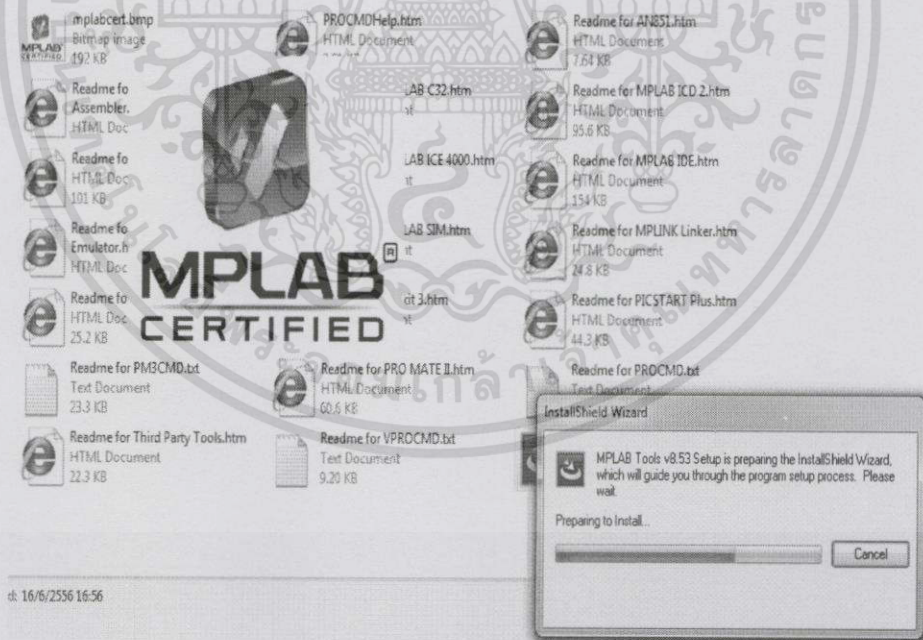 mplabcert.bmp
Bitmap image
192 KB
MPLAB
CERTIFIED
PROCMDHelp.htm
HTML Document
Readme for AN851.htm
HTML Document
7.64 KB
Readme fo
Assembler.
HTML Doc
LAB C32.htm
Readme for MPLAB ICD 2.htm
HTML Document
95.6 KB
Readme fo
HTML Doc
101 KB
LAB ICE 4000.htm
Readme for MPLAB IDE.htm
HTML Document
154 KB
Readme fo
Emulator.h
HTML Doc
LAB SIM.htm
Readme for MPLINK Linker.htm
HTML Document
24.8 KB
Readme fo
HTML Doc
25.2 KB
MPLAB
CERTIFIED
it 3.htm
Readme for PICSTART Plus.htm
HTML Document
44.3 KB
Readme for PM3CMD.txt
Text Document
23.3 KB
Readme for PRO MATE II.htm
HTML Document
60.6 KB
Readme for PROCMD.txt
Text Document
Readme for Third Party Tools.htm
HTML Document
22.3 KB
Readme for VPROCMD.txt
Text Document
9.20 KB
InstallShield Wizard
MPLAB Tools v8.53 Setup is preparing the InstallShield Wizard,
which will guide you through the program setup process. Please
wait.
Preparing to Install...
Cancel
d: 16/6/2556 16:56